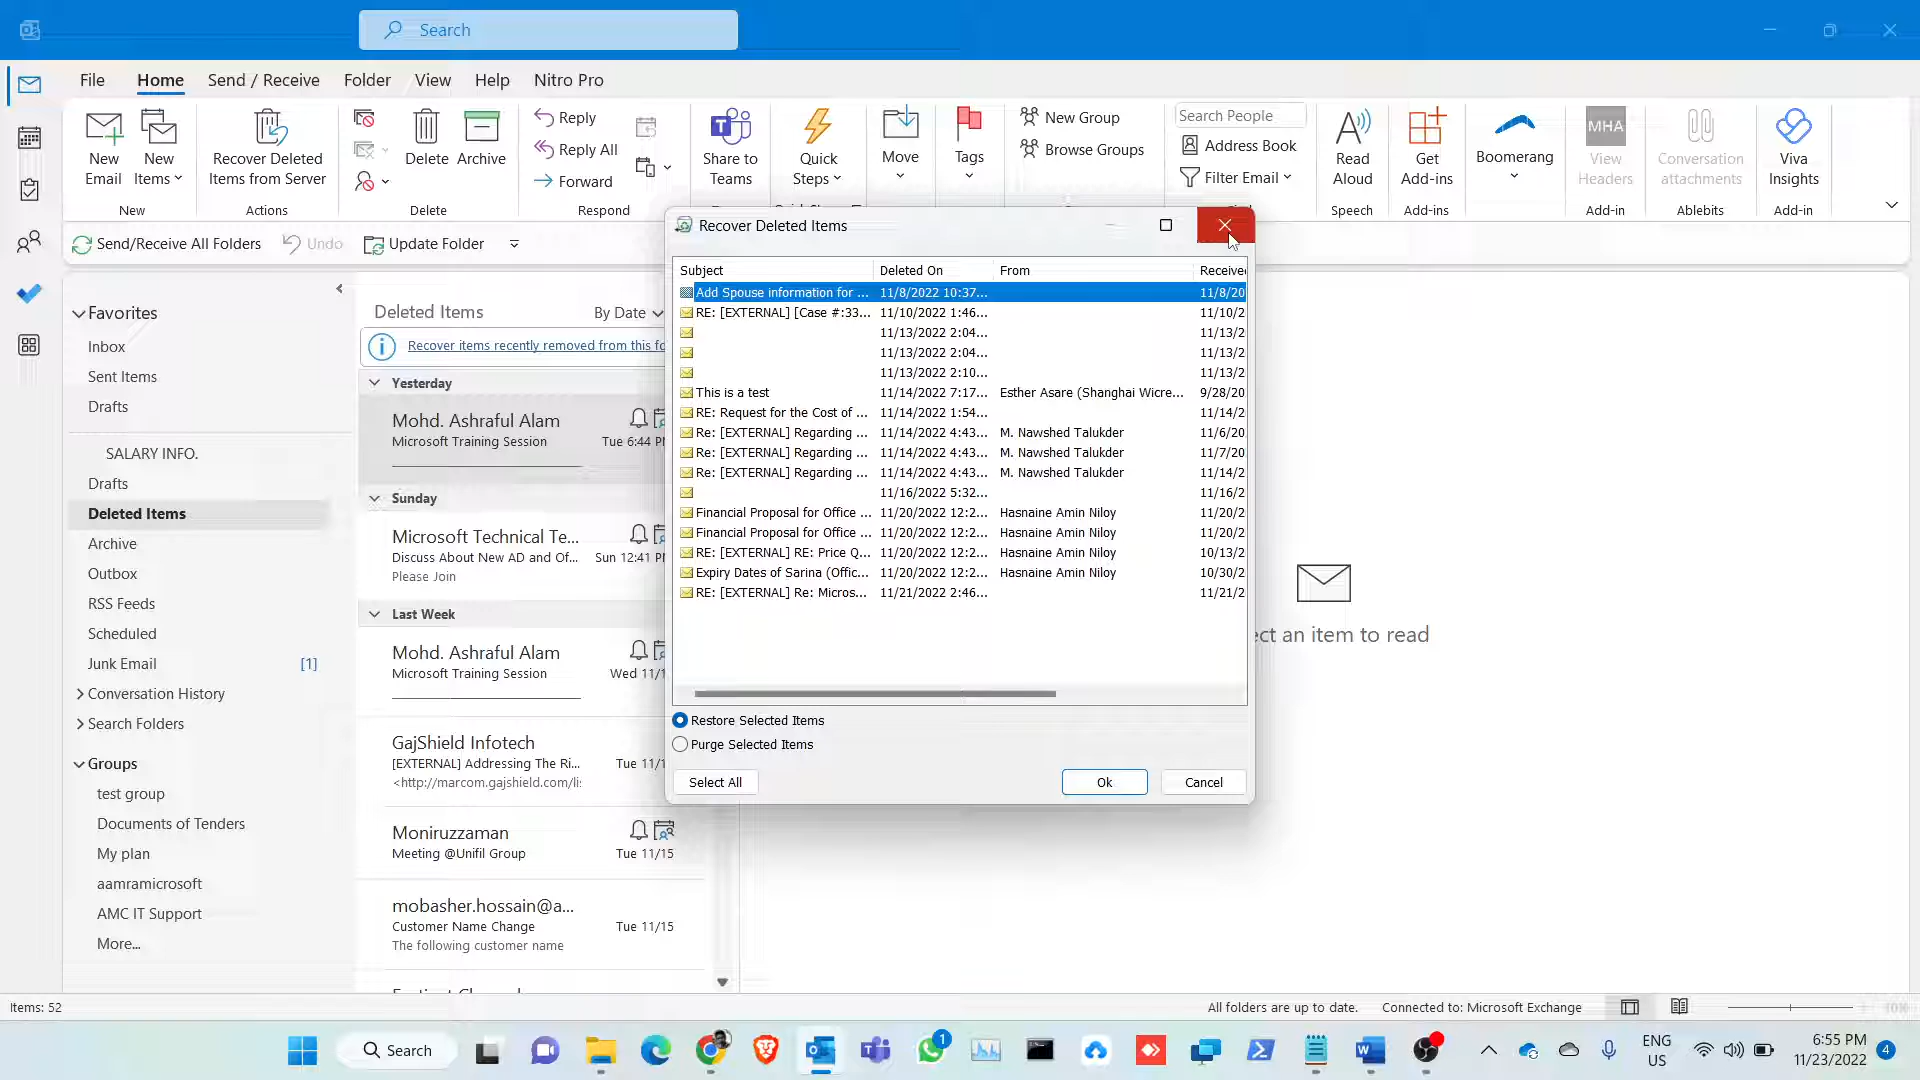 Search
File Home Send / Receive Folder View Help Nitro Pro
New Email
New Items
New
Recover Deleted Items from Server
Actions
Delete
Archive
Delete
Reply
Reply All
Forward
Respond
Share to Teams
Quick Steps
Move
Tags
New Group
Browse Groups
Search People
Address Book
Filter Email
Read Aloud
Speech
Get Add-ins
Add-ins
Boomerang
MHA
View Headers
Add-in
Conversation attachments
Ablebits
Viva Insights
Add-in
Send/Receive All Folders Undo Update Folder
Favorites
Inbox
Sent Items
Drafts
SALARY INFO.
Drafts
Deleted Items
Archive
Outbox
RSS Feeds
Scheduled
Junk Email [1]
Conversation History
Search Folders
Groups
test group
Documents of Tenders
My plan
aamramicrosoft
AMC IT Support
More...
Deleted Items By Date
Recover items recently removed from this fo
Yesterday
Mohd. Ashraful Alam
Microsoft Training Session Tue 6:44 PM
Sunday
Microsoft Technical Te...
Discuss About New AD and Of... Sun 12:41 P
Please Join
Last Week
Mohd. Ashraful Alam
Microsoft Training Session Wed 11/1
GajShield Infotech
[EXTERNAL] Addressing The Ri... Tue 11/1
<http://marcom.gajshield.com/li:
Moniruzzaman
Meeting @Unifil Group Tue 11/15
mobasher.hossain@a...
Customer Name Change Tue 11/15
The following customer name
Recover Deleted Items
Subject Deleted On From Received
Add Spouse information for ... 11/8/2022 10:37... 11/8/20
RE: [EXTERNAL] [Case #:33... 11/10/2022 1:46... 11/10/2
11/13/2022 2:04... 11/13/2
11/13/2022 2:04... 11/13/2
11/13/2022 2:10... 11/13/2
This is a test 11/14/2022 7:17... Esther Asare (Shanghai Wicre... 9/28/20
RE: Request for the Cost of ... 11/14/2022 1:54... 11/14/2
Re: [EXTERNAL] Regarding ... 11/14/2022 4:43... M. Nawshed Talukder 11/6/20
Re: [EXTERNAL] Regarding ... 11/14/2022 4:43... M. Nawshed Talukder 11/7/20
Re: [EXTERNAL] Regarding ... 11/14/2022 4:43... M. Nawshed Talukder 11/14/2
11/16/2022 5:32... 11/16/2
Financial Proposal for Office ... 11/20/2022 12:2... Hasnaine Amin Niloy 11/20/2
Financial Proposal for Office ... 11/20/2022 12:2... Hasnaine Amin Niloy 11/20/2
RE: [EXTERNAL] RE: Price Q... 11/20/2022 12:2... Hasnaine Amin Niloy 10/13/2
Expiry Dates of Sarina (Offic... 11/20/2022 12:2... Hasnaine Amin Niloy 10/30/2
RE: [EXTERNAL] Re: Micros... 11/21/2022 2:46... 11/21/2
Restore Selected Items
Purge Selected Items
Select All Ok Cancel
ect an item to read
Items: 52 All folders are up to date. Connected to: Microsoft Exchange
Search
1
ENG
US
6:55 PM
11/23/2022
4